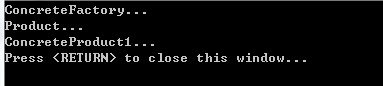 ConcreteFactory...
Product...
ConcreteProduct1...
Press <RETURN> to close this window...